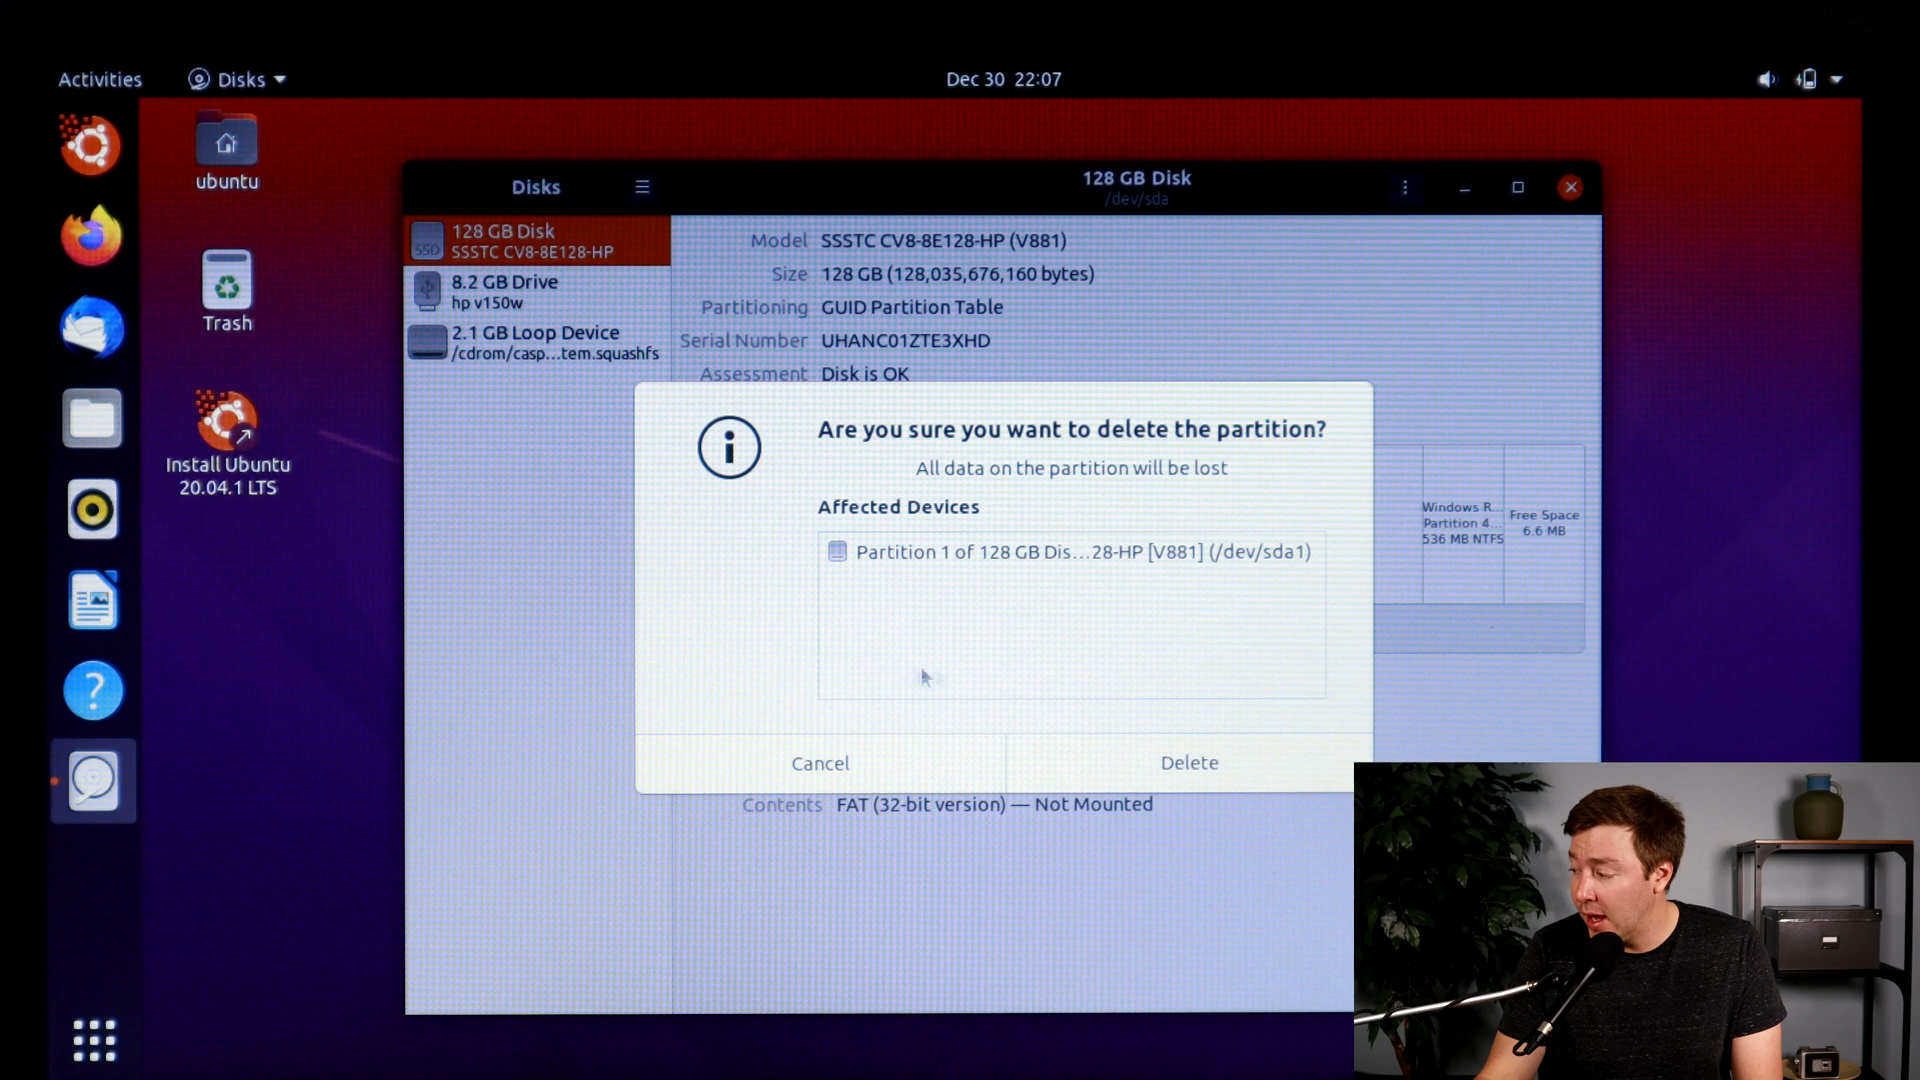 Activities
Disks
Dec 30 22:07
ubuntu
Trash
Install Ubuntu
20.04.1 LTS
Disks
128 GB Disk
/dev/sda
SSD
128 GB Disk
SSSTC CV8-8E128-HP
8.2 GB Drive
hp v150w
2.1 GB Loop Device
/cdrom/casp...tem.squashfs
Model SSSTC CV8-8E128-HP (V881)
Size 128 GB (128,035,676,160 bytes)
Partitioning GUID Partition Table
Serial Number UHANC01ZTE3XHD
Assessment Disk is OK
Are you sure you want to delete the partition?
All data on the partition will be lost
Affected Devices
Partition 1 of 128 GB Dis...28-HP [V881] (/dev/sda1)
Cancel
Delete
Windows R...
Partition 4...
536 MB NTFS
Free Space
6.6 MB
Contents FAT (32-bit version) — Not Mounted